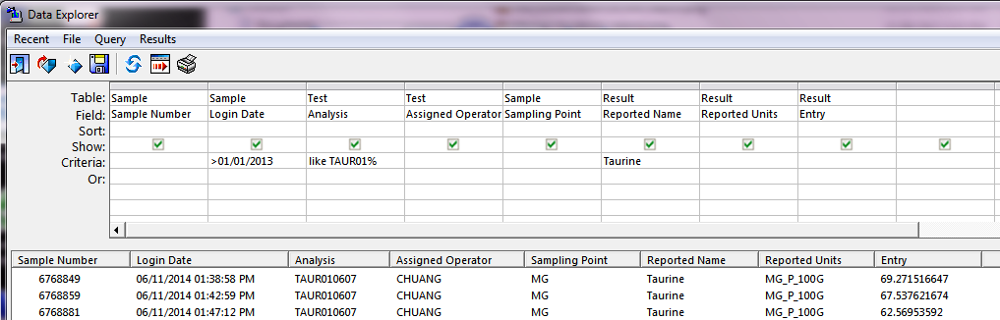 Data Explorer
Recent File Query Results
Table: Sample Sample Test Test Sample Result Result Result
Field: Sample Number Login Date Analysis Assigned Operator Sampling Point Reported Name Reported Units Entry
Sort:
Show:
Criteria: >01/01/2013 like TAUR01% Taurine
Or:
Sample Number Login Date Analysis Assigned Operator Sampling Point Reported Name Reported Units Entry
6768849 06/11/2014 01:38:58 PM TAUR010607 CHUANG MG Taurine MG_P_100G 69.271516647
6768859 06/11/2014 01:42:59 PM TAUR010607 CHUANG MG Taurine MG_P_100G 67.537621674
6768881 06/11/2014 01:47:12 PM TAUR010607 CHUANG MG Taurine MG_P_100G 62.56953592